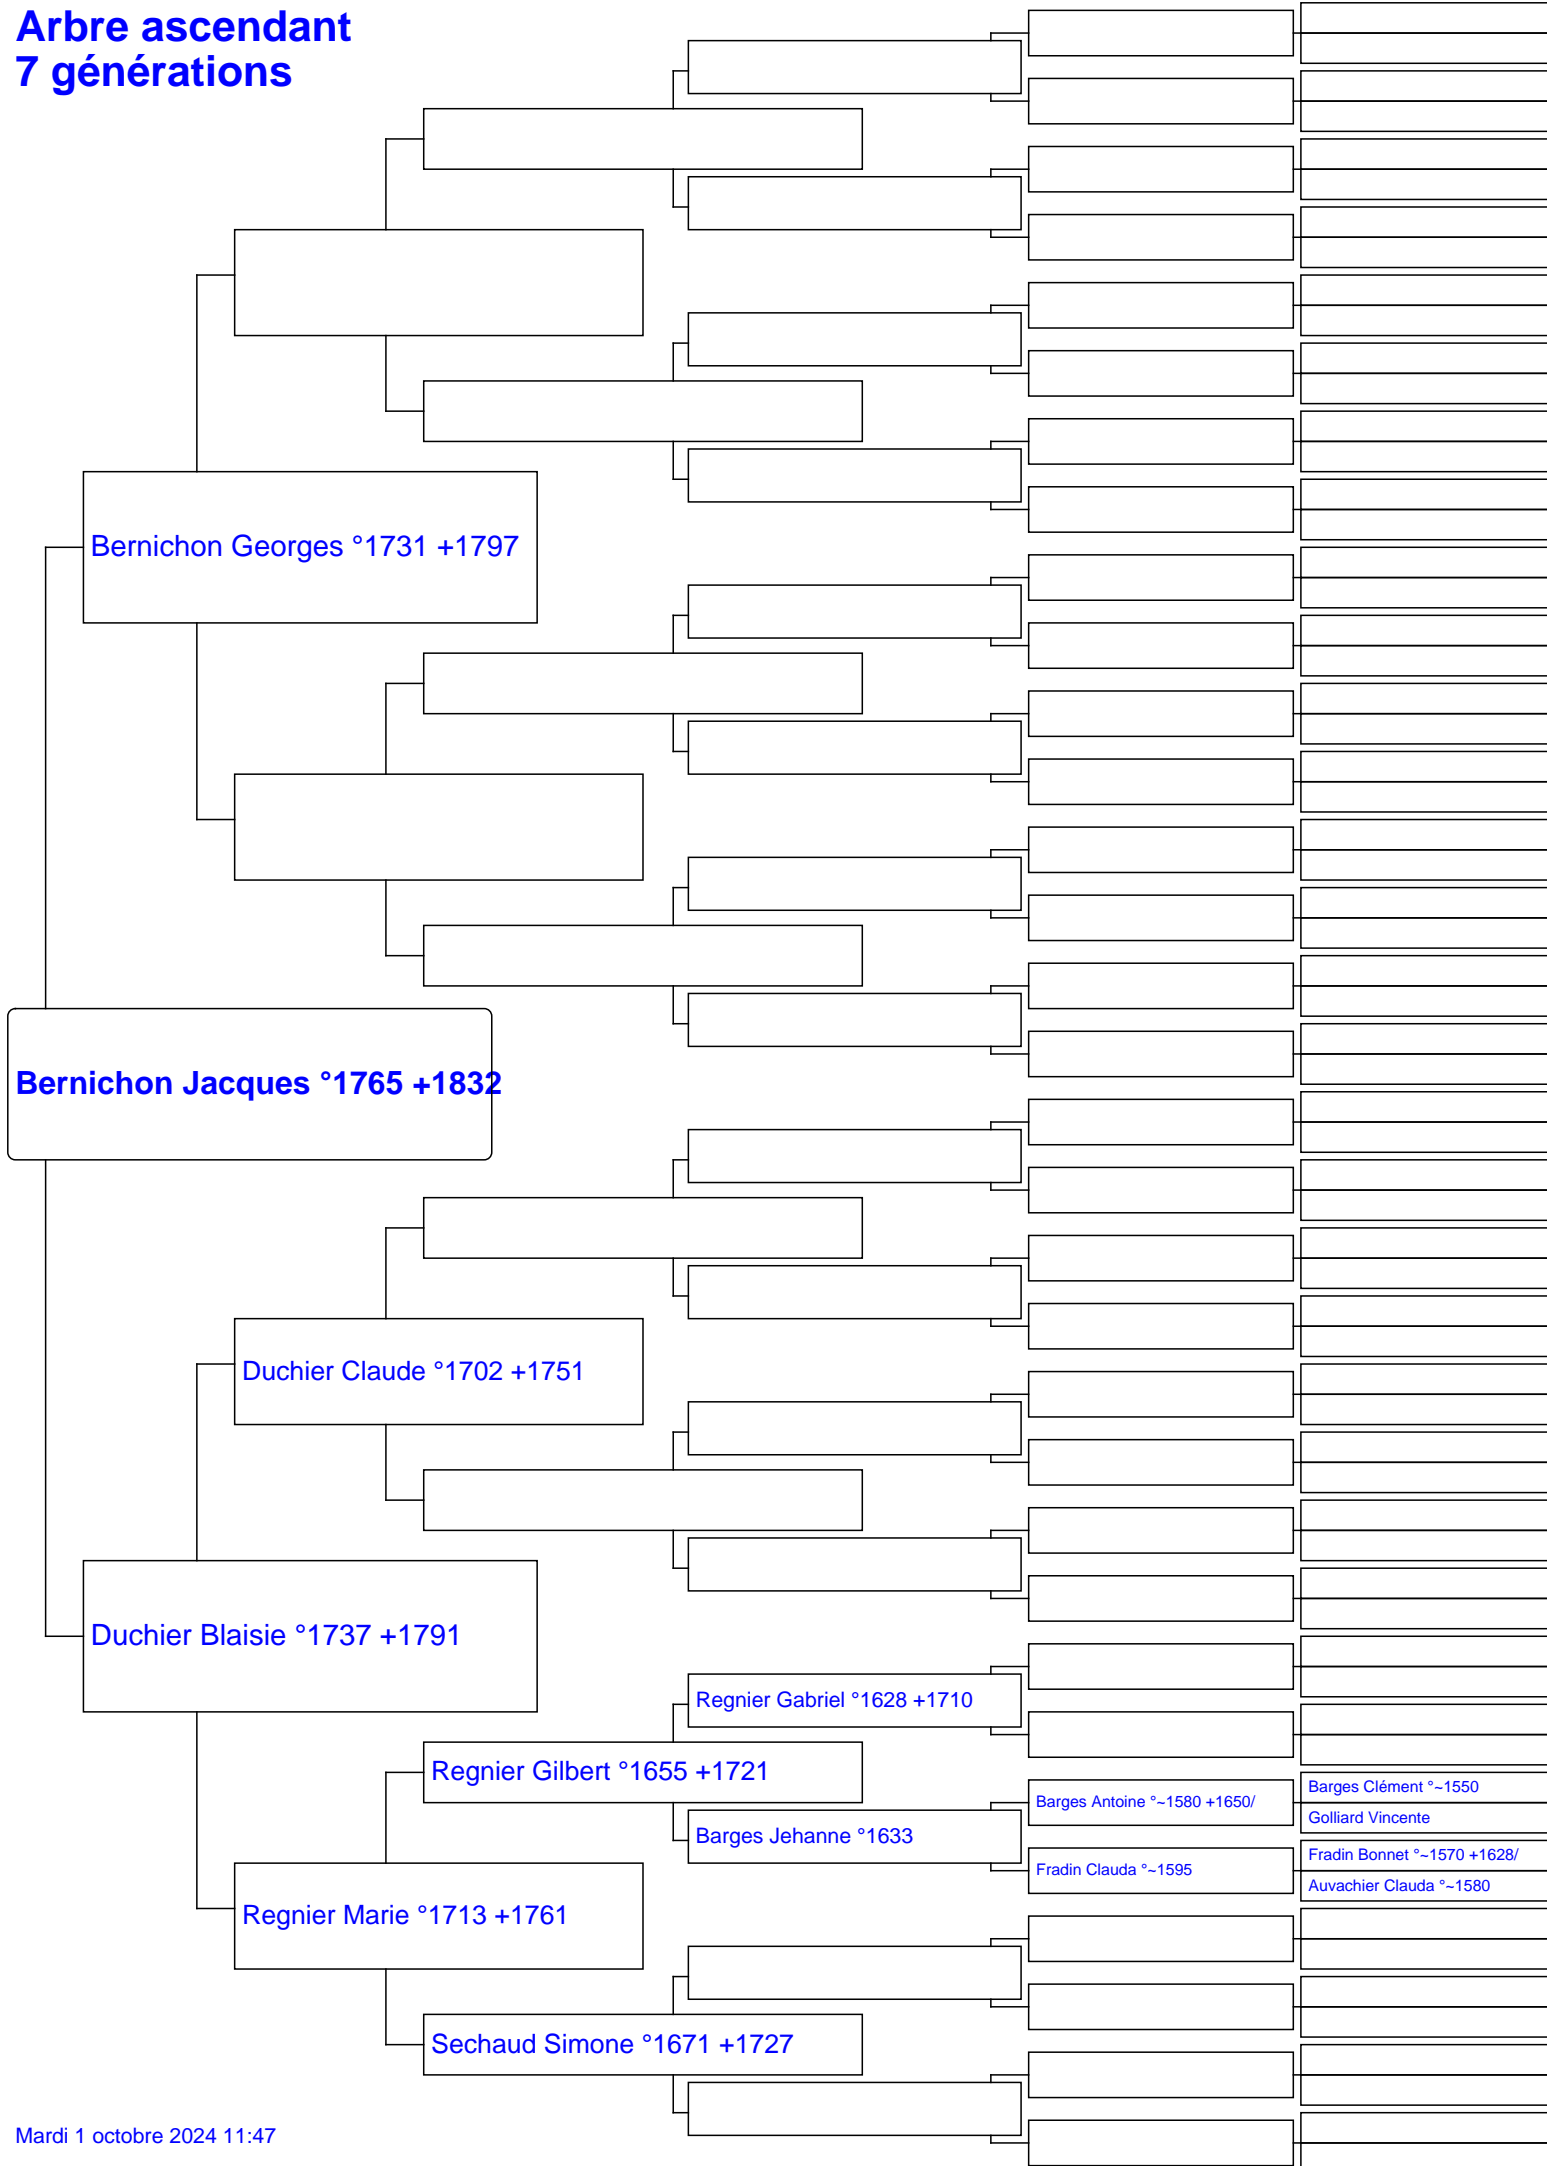 Arbre ascendant
7 générations
Bernichon Georges °1731 +1797
Bernichon Jacques °1765 +1832
Duchier Claude °1702 +1751
Duchier Blaisie °1737 +1791
Regnier Gabriel °1628 +1710
Regnier Gilbert °1655 +1721
Barges Clément °~1550
Barges Antoine °~1580 +1650/
Golliard Vincente
Barges Jehanne °1633
Fradin Bonnet °~1570 +1628/
Fradin Clauda °~1595
Auvachier Clauda °~1580
Regnier Marie °1713 +1761
Sechaud Simone °1671 +1727
Mardi 1 octobre 2024 11:47